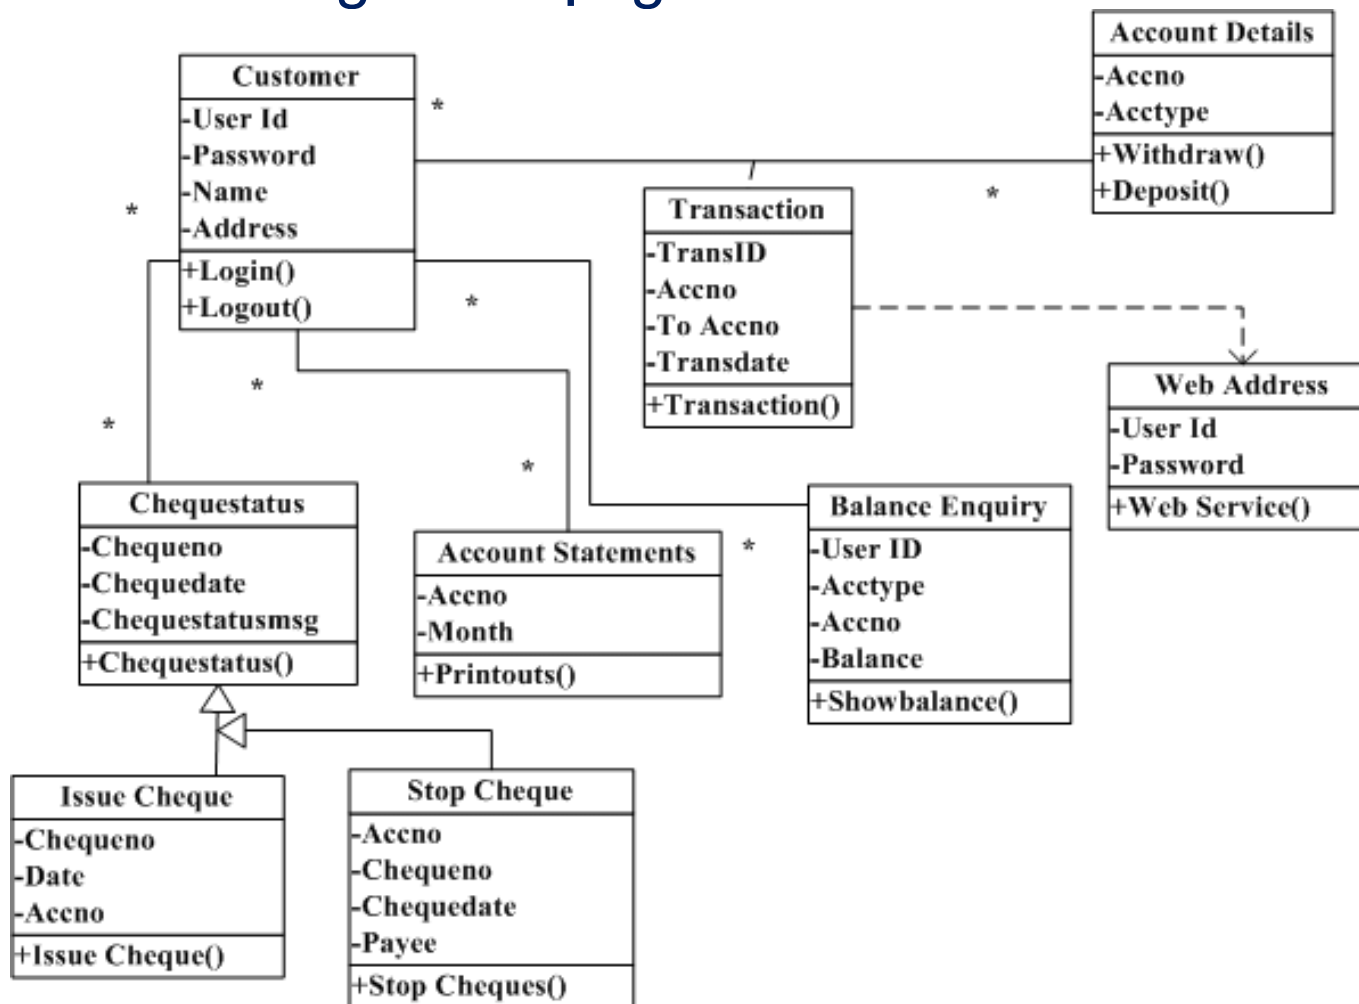 Customer
-User Id
-Password
-Name
-Address
+Login()
+Logout()
*
*
*
*
*
*
*
*
Account Details
-Accno
-Acctype
+Withdraw()
+Deposit()
Transaction
-TransID
-Accno
-To Accno
-Transdate
+Transaction()
Web Address
-User Id
-Password
+Web Service()
Chequestatus
-Chequeno
-Chequedate
-Chequestatusmsg
+Chequestatus()
Account Statements
-Accno
-Month
+Printouts()
Balance Enquiry
-User ID
-Acctype
-Accno
-Balance
+Showbalance()
Issue Cheque
-Chequeno
-Date
-Accno
+Issue Cheque()
Stop Cheque
-Accno
-Chequeno
-Chequedate
-Payee
+Stop Cheques()